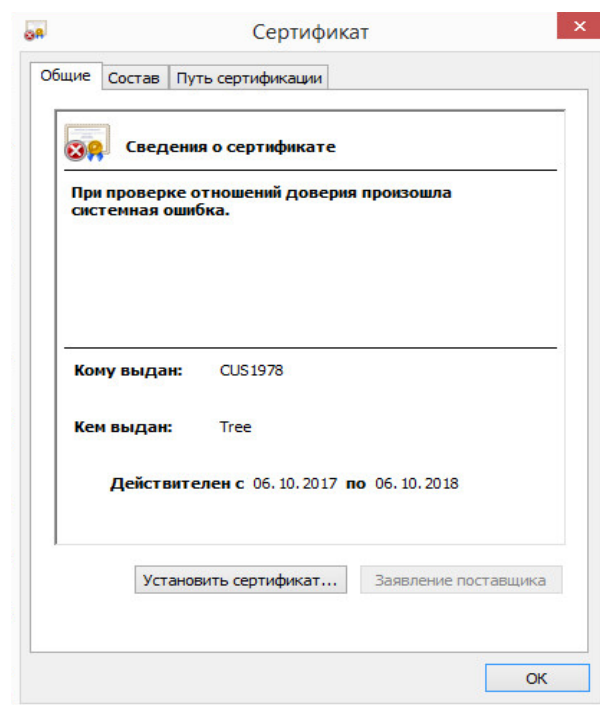 Сертификат
Общие Состав Путь сертификации
Сведения о сертификате
При проверке отношений доверия произошла
системная ошибка.
Кому выдан: CUS1978
Кем выдан: Tree
Действителен с 06.10.2017 по 06.10.2018
Установить сертификат... Заявление поставщика
ОК